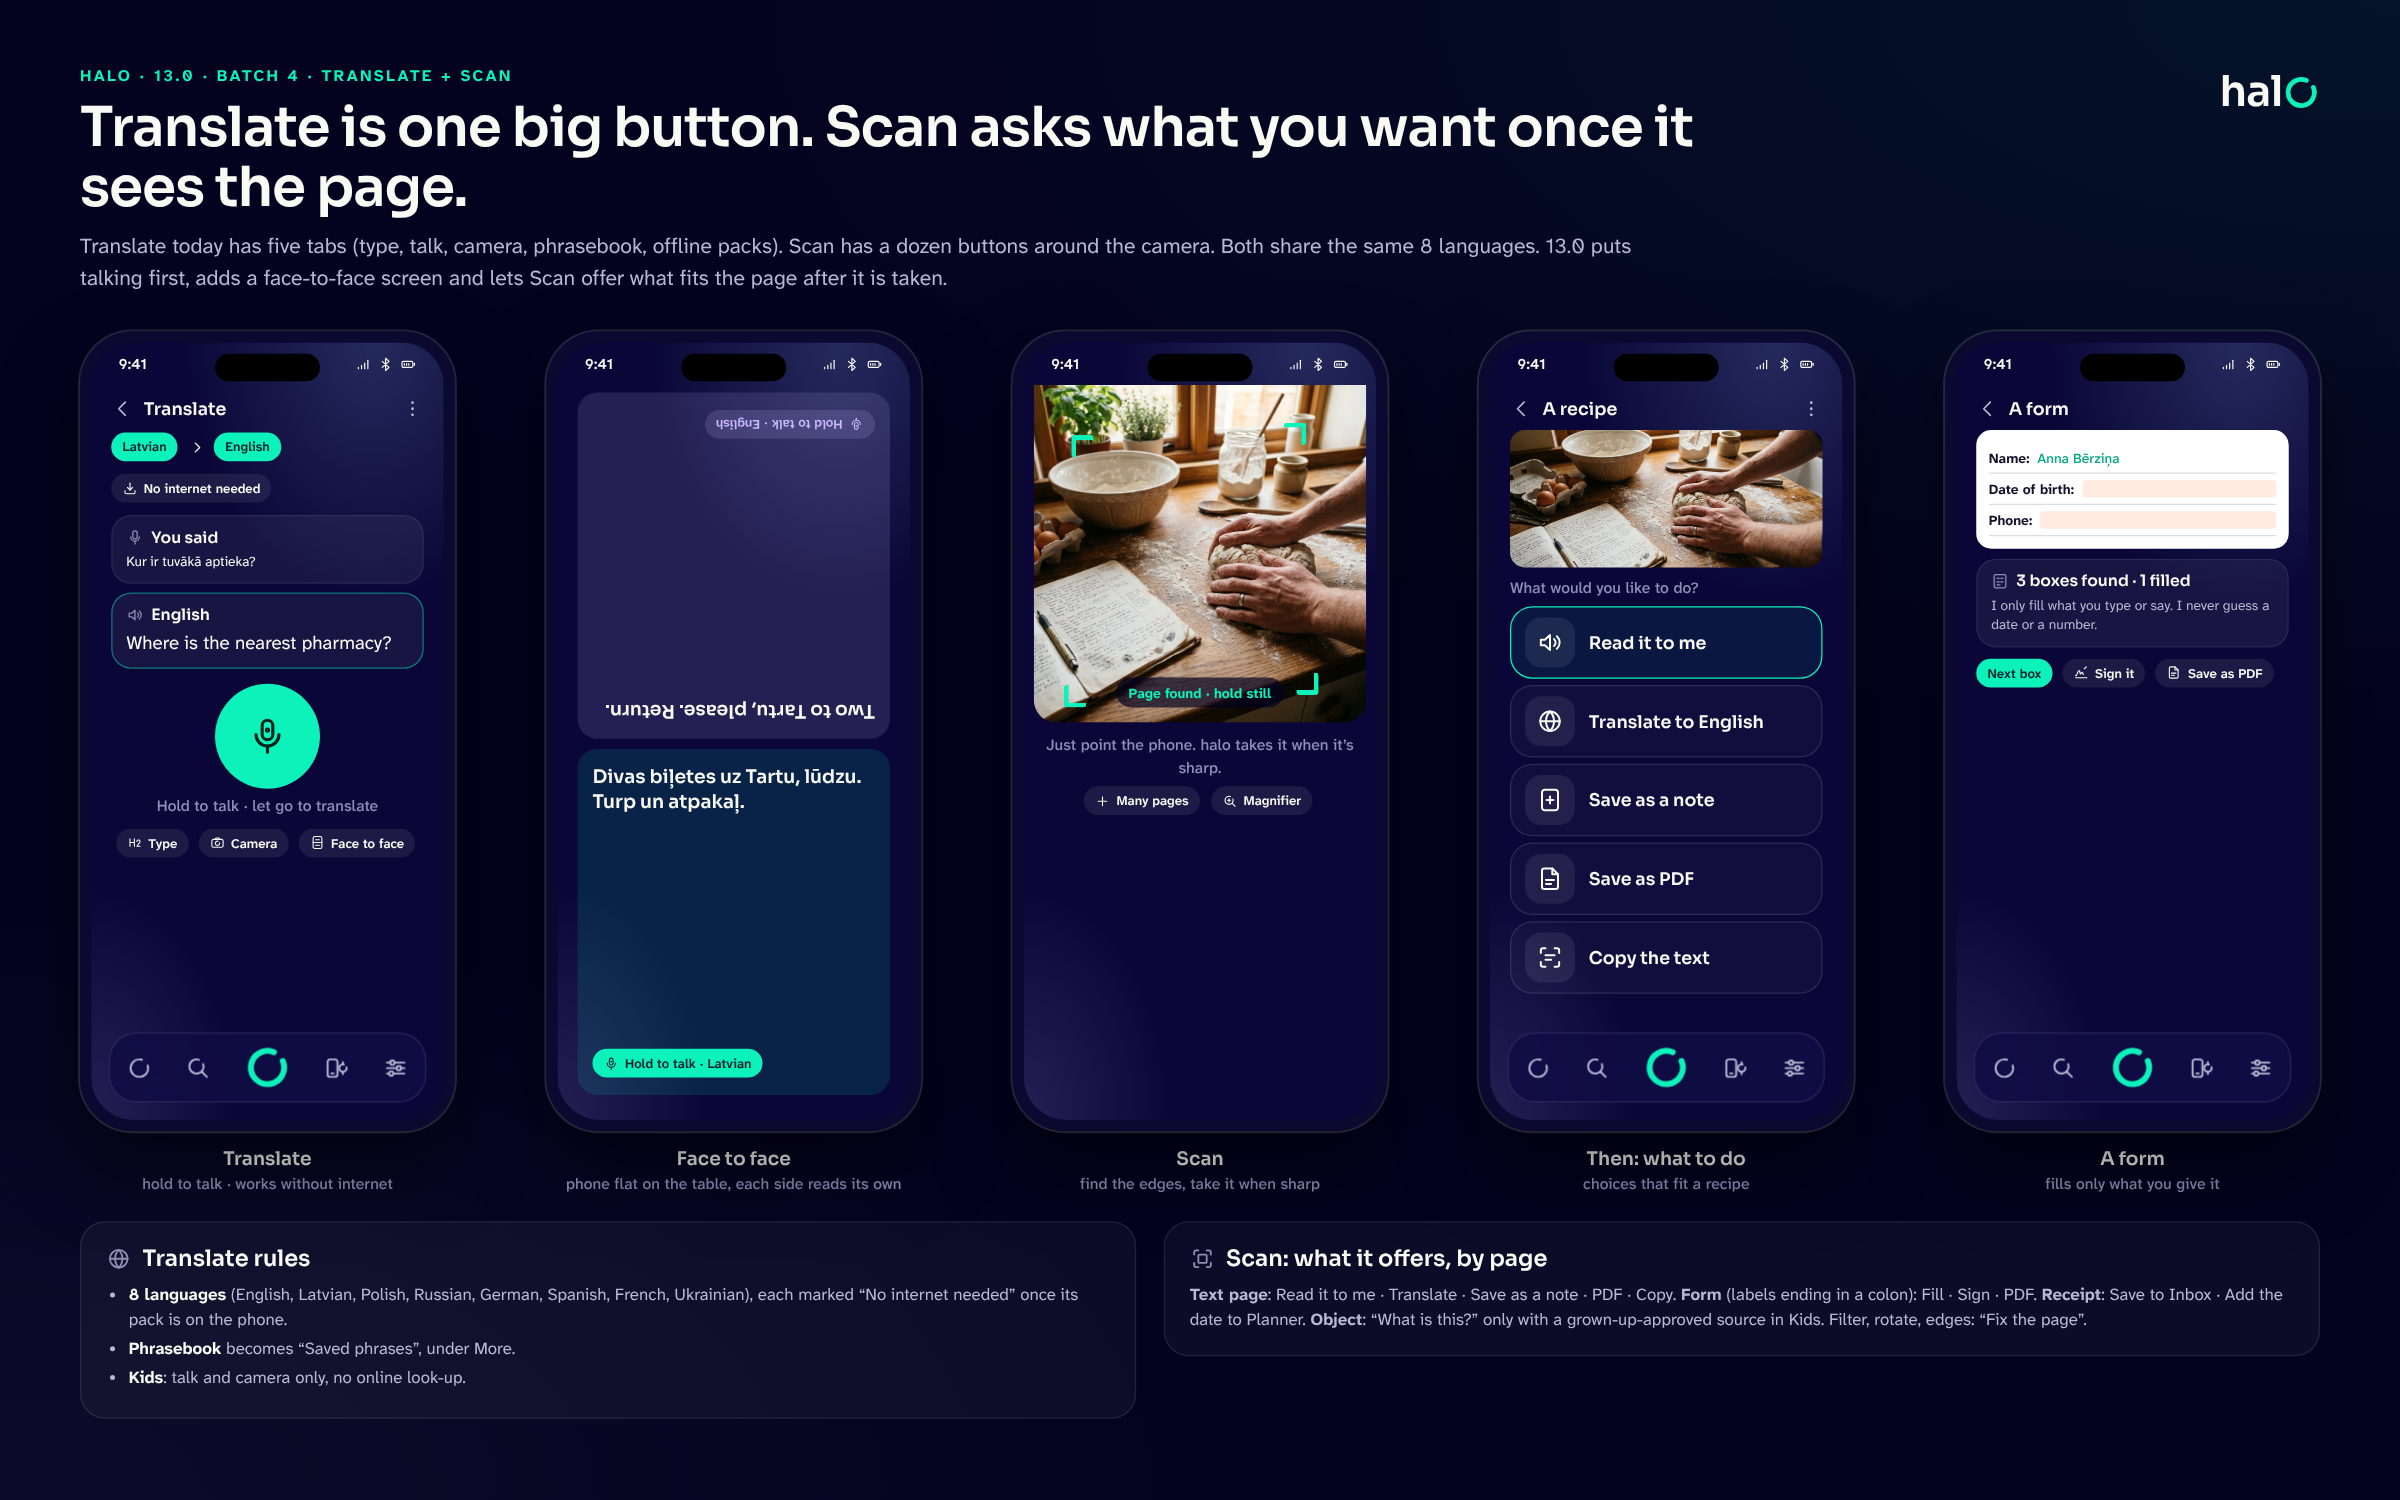 HALO · 13.0 · BATCH 4 · TRANSLATE + SCAN
halo
Translate is one big button. Scan asks what you want once it
sees the page.
Translate today has five tabs (type, talk, camera, phrasebook, offline packs). Scan has a dozen buttons around the camera. Both share the same 8 languages. 13.0 puts
talking first, adds a face-to-face screen and lets Scan offer what fits the page after it is taken.
9:41
Translate
Latvian > English
No internet needed
You said
Kur ir tuvākā aptieka?
English
Where is the nearest pharmacy?
Hold to talk · let go to translate
H2 Type
Camera
Face to face
Translate
hold to talk · works without internet
9:41
Hold to talk · English
Two to Tartu, please. Return.
Divas biļetes uz Tartu, lūdzu.
Turp un atpakaļ.
Hold to talk · Latvian
Face to face
phone flat on the table, each side reads its own
9:41
Page found · hold still
Just point the phone. halo takes it when it's
sharp.
Many pages
Magnifier
Scan
find the edges, take it when sharp
9:41
A recipe
What would you like to do?
Read it to me
Translate to English
Save as a note
Save as PDF
Copy the text
Then: what to do
choices that fit a recipe
9:41
A form
Name: Anna Bērziņa
Date of birth:
Phone:
3 boxes found · 1 filled
I only fill what you type or say. I never guess a
date or a number.
Next box
Sign it
Save as PDF
A form
fills only what you give it
Translate rules
• 8 languages (English, Latvian, Polish, Russian, German, Spanish, French, Ukrainian), each marked “No internet needed” once its
pack is on the phone.
• Phrasebook becomes “Saved phrases”, under More.
• Kids: talk and camera only, no online look-up.
Scan: what it offers, by page
Text page: Read it to me · Translate · Save as a note · PDF · Copy. Form (labels ending in a colon): Fill · Sign · PDF. Receipt: Save to Inbox · Add the
date to Planner. Object: “What is this?” only with a grown-up-approved source in Kids. Filter, rotate, edges: “Fix the page”.